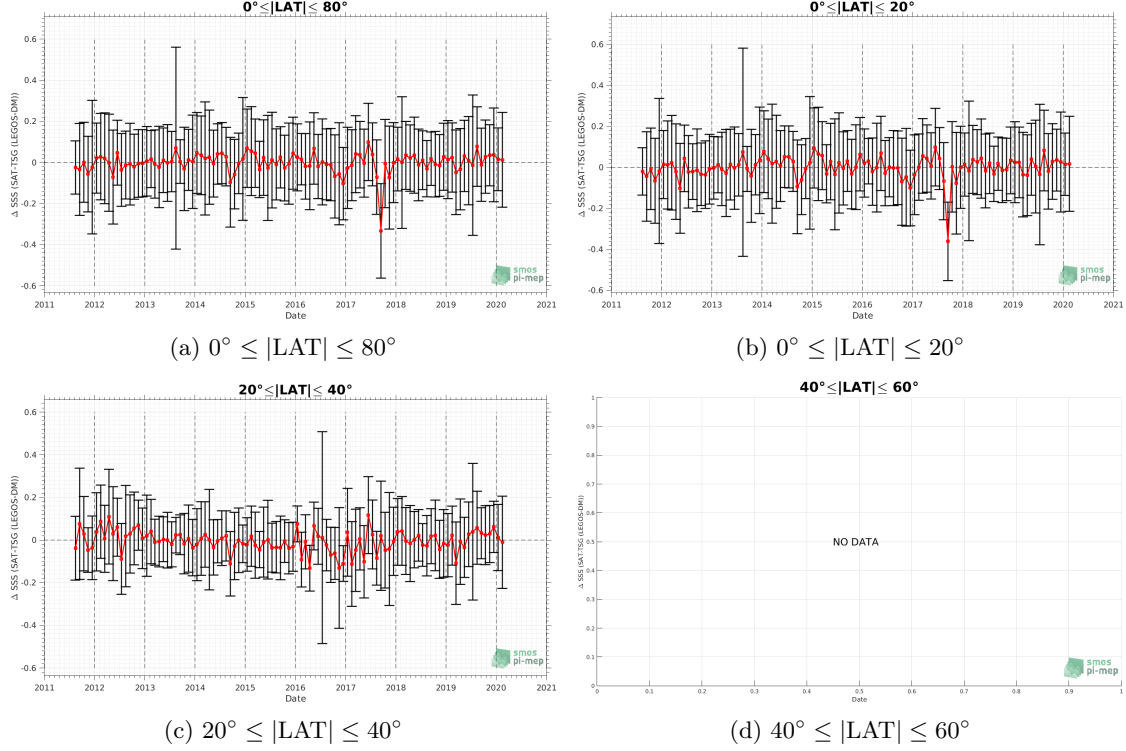 0°≤|LAT|≤ 80°
Δ SSS (SAT-TSG (LEGOS-DM))
0.6
0.4
0.2
0
-0.2
-0.4
-0.6
2011 2012 2013 2014 2015 2016 2017 2018 2019 2020 2021
Date
smos
pi-mep
(a) 0° ≤ |LAT| ≤ 80°
0°≤|LAT|≤ 20°
Δ SSS (SAT-TSG (LEGOS-DM))
0.6
0.4
0.2
0
-0.2
-0.4
-0.6
2011 2012 2013 2014 2015 2016 2017 2018 2019 2020 2021
Date
smos
pi-mep
(b) 0° ≤ |LAT| ≤ 20°
20°≤|LAT|≤ 40°
Δ SSS (SAT-TSG (LEGOS-DM))
0.6
0.4
0.2
0
-0.2
-0.4
-0.6
2011 2012 2013 2014 2015 2016 2017 2018 2019 2020 2021
Date
smos
pi-mep
(c) 20° ≤ |LAT| ≤ 40°
40°≤|LAT|≤ 60°
Δ SSS (SAT-TSG (LEGOS-DM))
1
0.9
0.8
0.7
0.6
0.5
0.4
0.3
0.2
0.1
0
NO DATA
0 0.1 0.2 0.3 0.4 0.5 0.6 0.7 0.8 0.9 1
Date
smos
pi-mep
(d) 40° ≤ |LAT| ≤ 60°